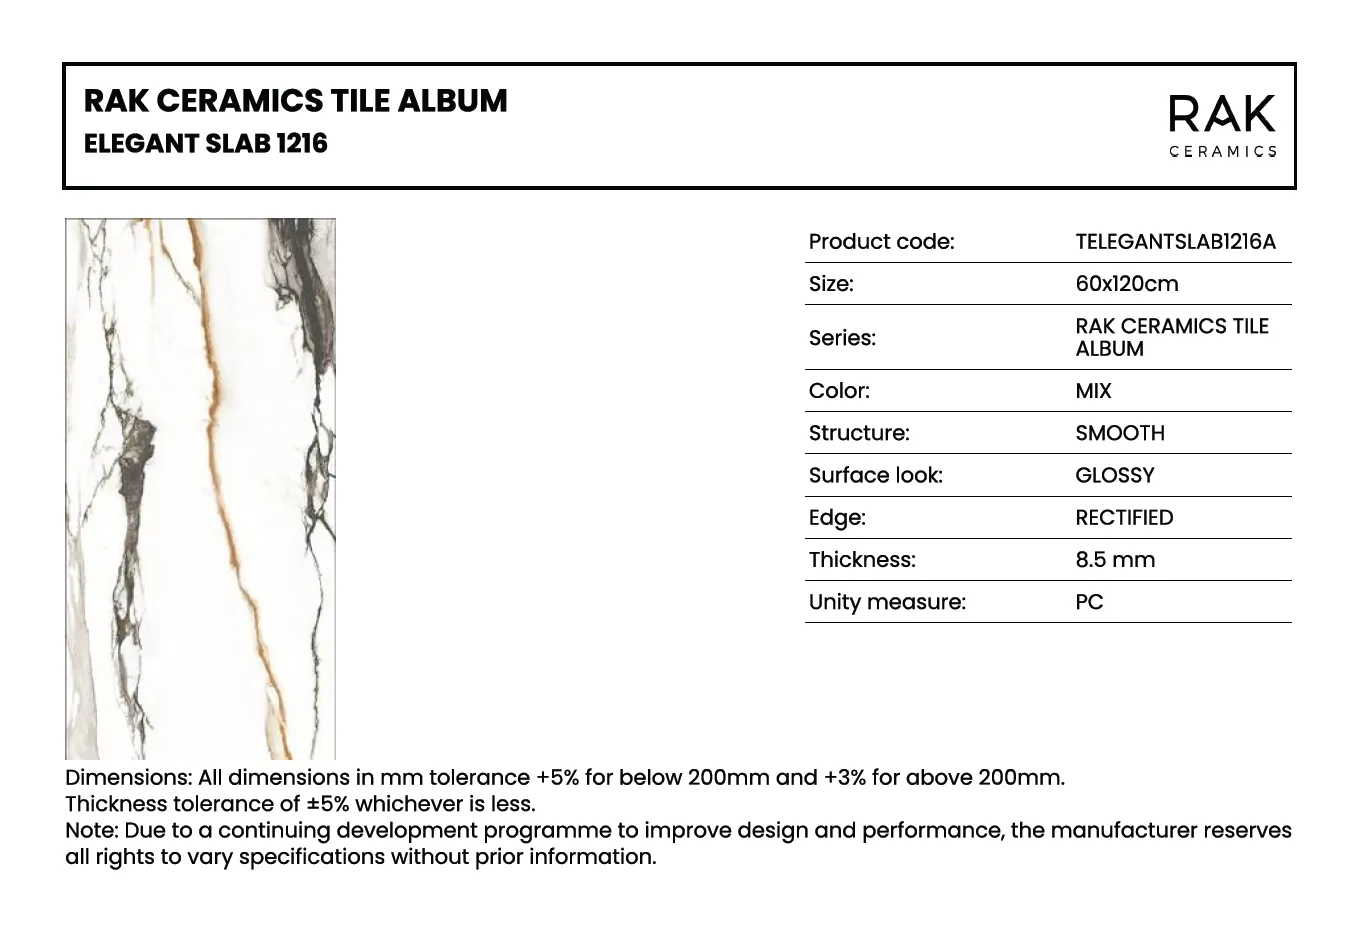 RAK CERAMICS TILE ALBUM
ELEGANT SLAB 1216
RAK
CERAMICS
Product code: TELEGANTSLAB1216A
Size: 60x120cm
Series: RAK CERAMICS TILE
ALBUM
Color: MIX
Structure: SMOOTH
Surface look: GLOSSY
Edge: RECTIFIED
Thickness: 8.5 mm
Unity measure: PC
Dimensions: All dimensions in mm tolerance +5% for below 200mm and +3% for above 200mm.
Thickness tolerance of ±5% whichever is less.
Note: Due to a continuing development programme to improve design and performance, the manufacturer reserves
all rights to vary specifications without prior information.